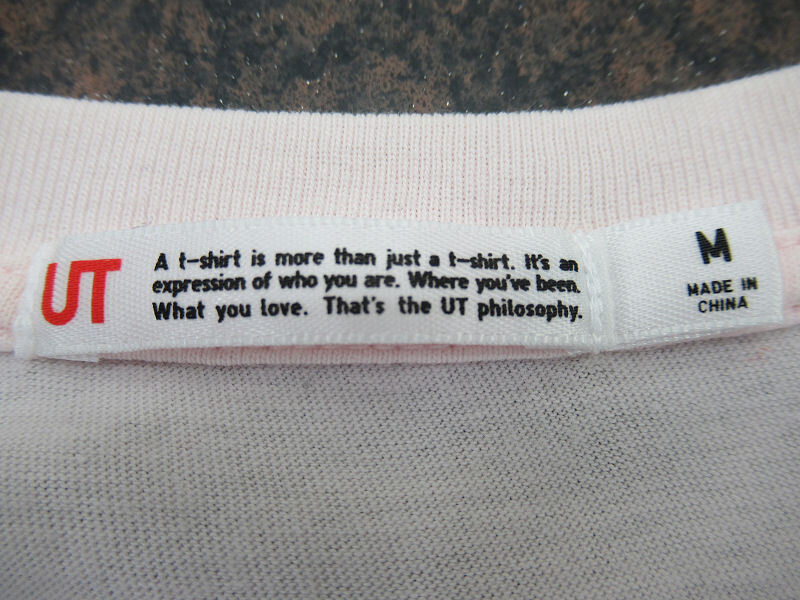 UT
A t-shirt is more than just a t-shirt. It's an
expression of who you are. Where you've been.
What you love. That's the UT philosophy.
M
MADE IN
CHINA